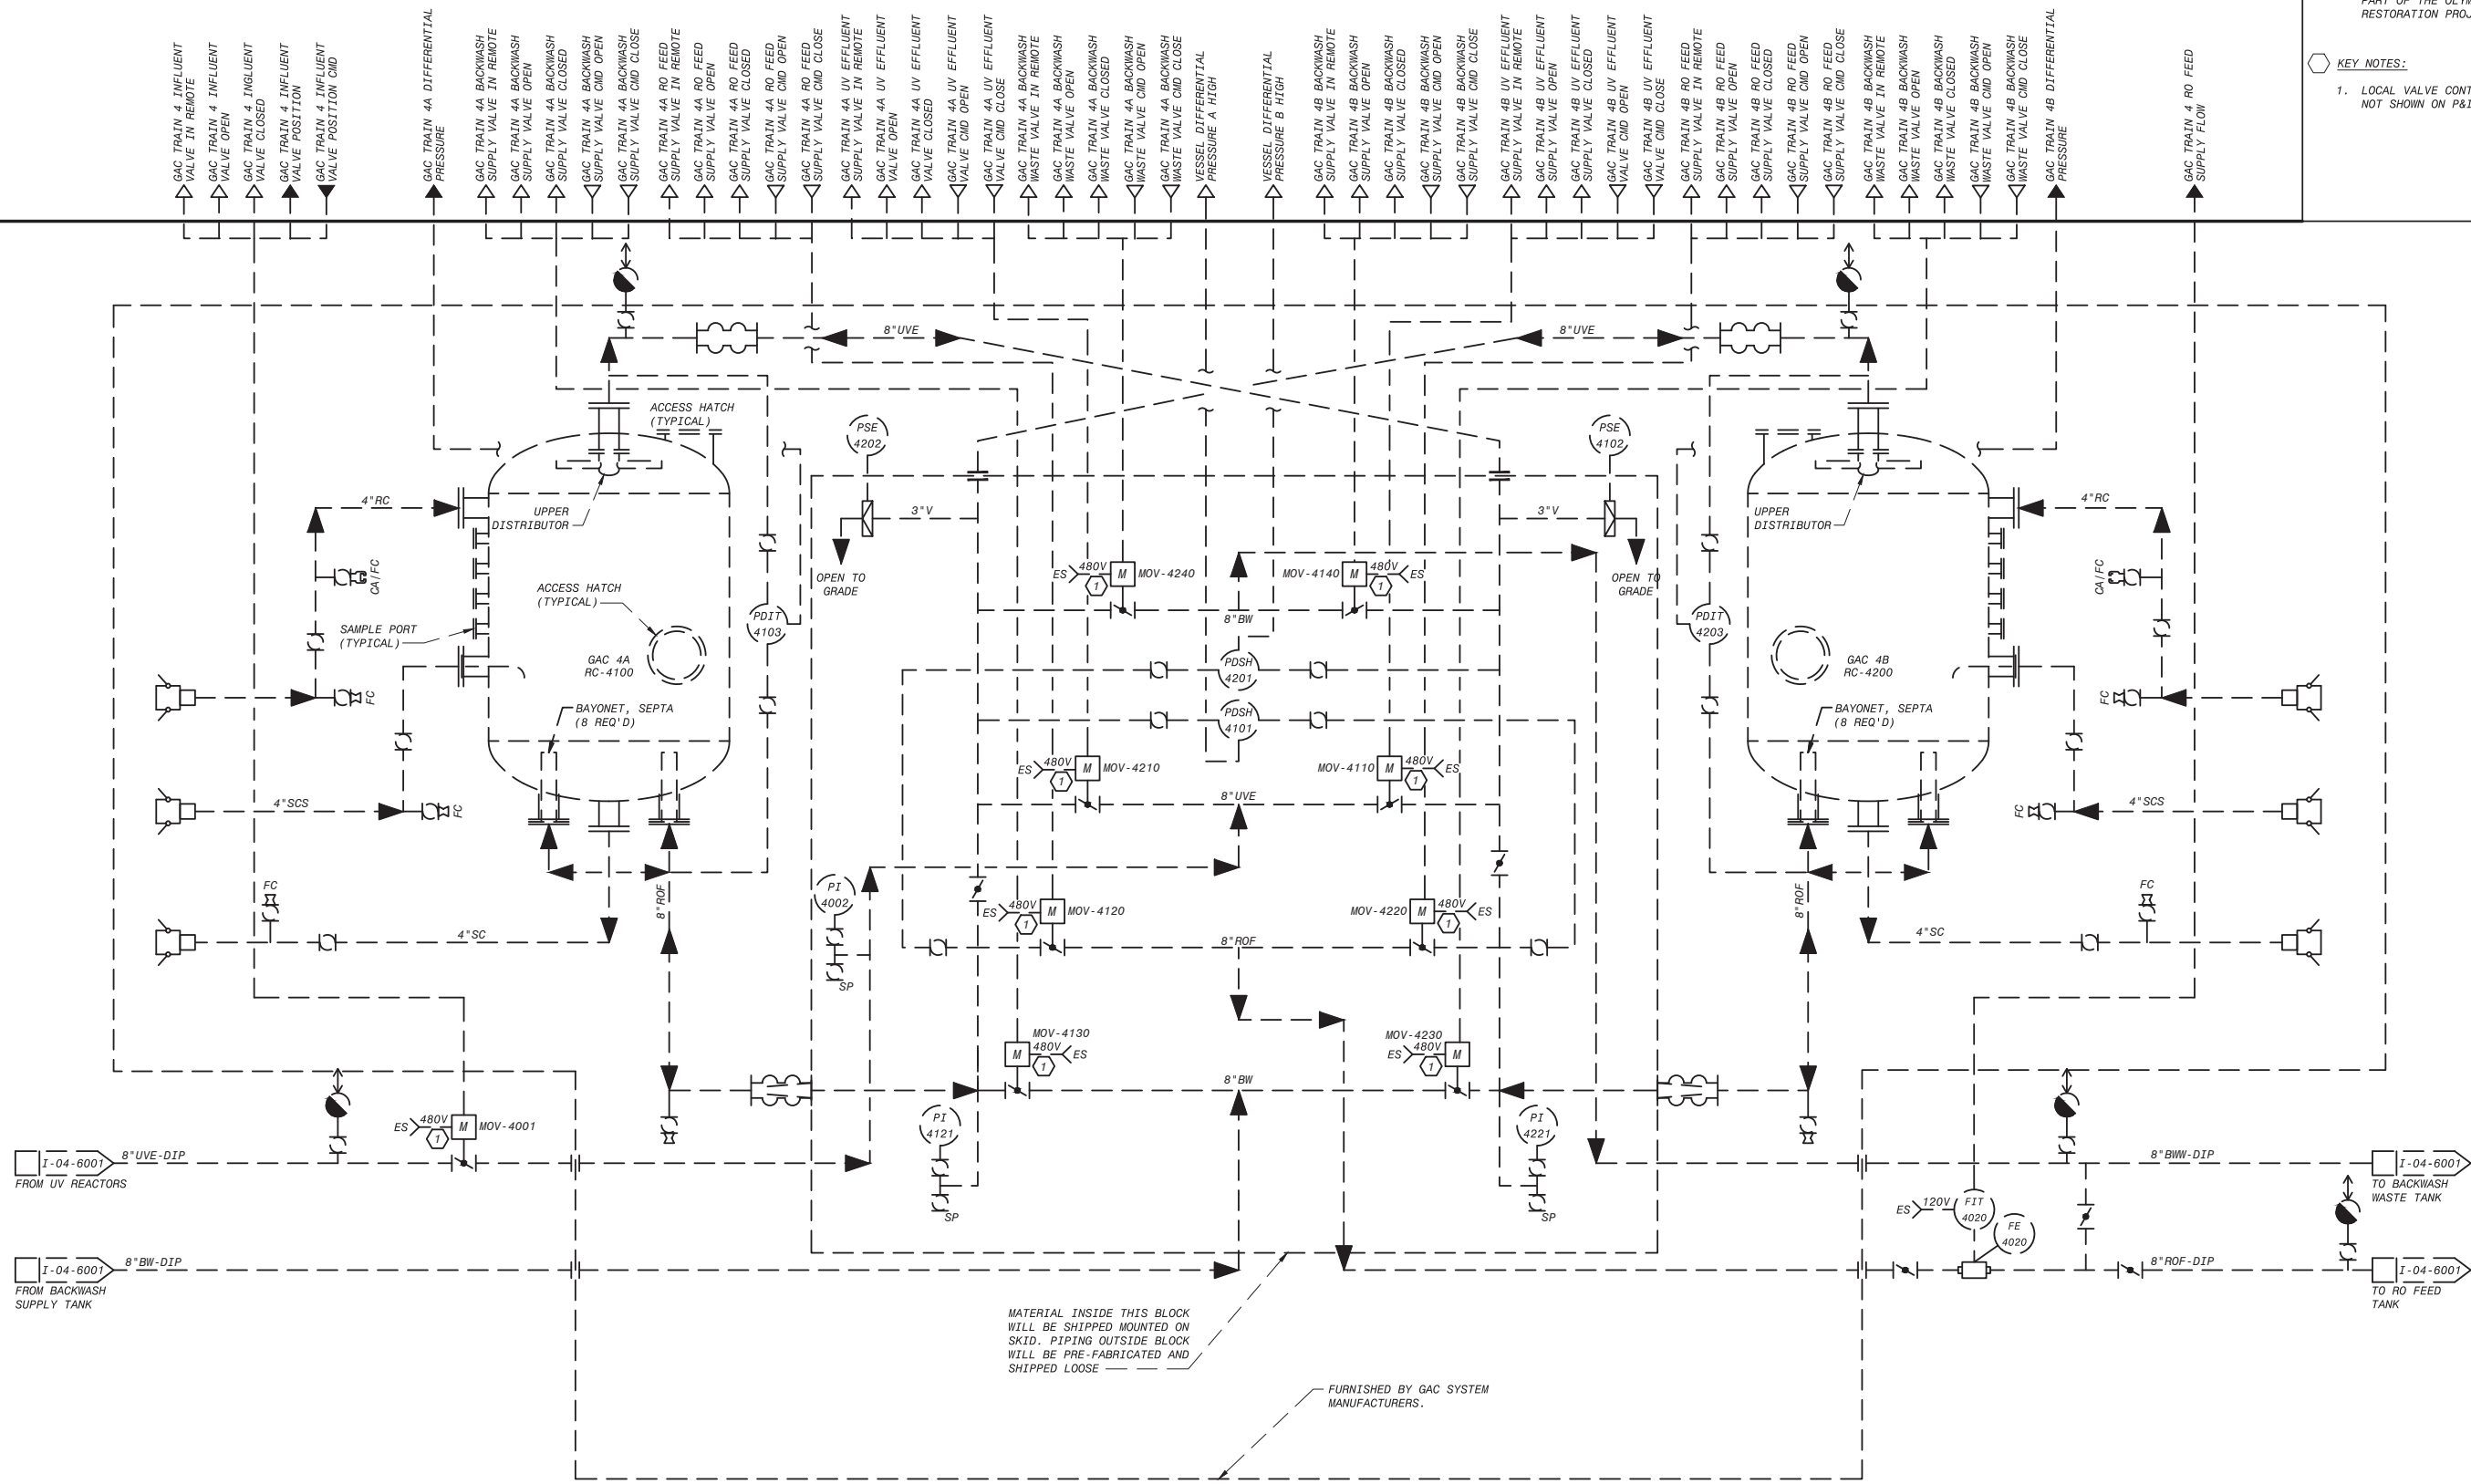 PART OF THE OLYM
RESTORATION PROJ
KEY NOTES:
1. LOCAL VALVE CONT
NOT SHOWN ON P&I
GAC TRAIN 4 INFLUENT
VALVE IN REMOTE
GAC TRAIN 4 INFLUENT
VALVE OPEN
GAC TRAIN 4 INGLUENT
VALVE CLOSED
GAC TRAIN 4 INFLUENT
VALVE POSITION
GAC TRAIN 4 INFLUENT
VALVE POSITION CMD
GAC TRAIN 4A DIFFERENTIAL
PRESSURE
GAC TRAIN 4A BACKWASH
SUPPLY VALVE IN REMOTE
GAC TRAIN 4A BACKWASH
SUPPLY VALVE OPEN
GAC TRAIN 4A BACKWASH
SUPPLY VALVE CLOSED
GAC TRAIN 4A BACKWASH
SUPPLY VALVE CMD OPEN
GAC TRAIN 4A BACKWASH
SUPPLY VALVE CMD CLOSE
GAC TRAIN 4A RO FEED
SUPPLY VALVE IN REMOTE
GAC TRAIN 4A RO FEED
SUPPLY VALVE OPEN
GAC TRAIN 4A RO FEED
SUPPLY VALVE CLOSED
GAC TRAIN 4A RO FEED
SUPPLY VALVE CMD OPEN
GAC TRAIN 4A RO FEED
SUPPLY VALVE CMD CLOSE
GAC TRAIN 4A UV EFFLUENT
SUPPLY VALVE IN REMOTE
GAC TRAIN 4A UV EFFLUENT
VALVE OPEN
GAC TRAIN 4A UV EFFLUENT
VALVE CLOSED
GAC TRAIN 4A UV EFFLUENT
VALVE CMD OPEN
GAC TRAIN 4A UV EFFLUENT
VALVE CMD CLOSE
GAC TRAIN 4A BACKWASH
WASTE VALVE IN REMOTE
GAC TRAIN 4A BACKWASH
WASTE VALVE OPEN
GAC TRAIN 4A BACKWASH
WASTE VALVE CLOSED
GAC TRAIN 4A BACKWASH
WASTE VALVE CMD OPEN
GAC TRAIN 4A BACKWASH
WASTE VALVE CMD CLOSE
VESSEL DIFFERENTIAL
PRESSURE A HIGH
VESSEL DIFFERENTIAL
PRESSURE B HIGH
GAC TRAIN 4B BACKWASH
SUPPLY VALVE IN REMOTE
GAC TRAIN 4B BACKWASH
SUPPLY VALVE OPEN
GAC TRAIN 4B BACKWASH
SUPPLY VALVE CLOSED
GAC TRAIN 4B BACKWASH
SUPPLY VALVE CMD OPEN
GAC TRAIN 4B BACKWASH
SUPPLY VALVE CMD CLOSE
GAC TRAIN 4B UV EFFLUENT
SUPPLY VALVE IN REMOTE
GAC TRAIN 4B UV EFFLUENT
SUPPLY VALVE OPEN
GAC TRAIN 4B UV EFFLUENT
SUPPLY VALVE CLOSED
GAC TRAIN 4B UV EFFLUENT
VALVE CMD OPEN
GAC TRAIN 4B UV EFFLUENT
VALVE CMD CLOSE
GAC TRAIN 4B RO FEED
SUPPLY VALVE IN REMOTE
GAC TRAIN 4B RO FEED
SUPPLY VALVE OPEN
GAC TRAIN 4B RO FEED
SUPPLY VALVE CLOSED
GAC TRAIN 4B RO FEED
SUPPLY VALVE CMD OPEN
GAC TRAIN 4B RO FEED
SUPPLY VALVE CMD CLOSE
GAC TRAIN 4B BACKWASH
WASTE VALVE IN REMOTE
GAC TRAIN 4B BACKWASH
WASTE VALVE OPEN
GAC TRAIN 4B BACKWASH
WASTE VALVE CLOSED
GAC TRAIN 4B BACKWASH
WASTE VALVE CMD OPEN
GAC TRAIN 4B BACKWASH
WASTE VALVE CMD CLOSE
GAC TRAIN 4B DIFFERENTIAL
PRESSURE
GAC TRAIN 4 RO FEED
SUPPLY FLOW
8"UVE
8"UVE
ACCESS HATCH
(TYPICAL)
PSE
4202
PSE
4102
4"RC
UPPER
DISTRIBUTOR
3"V
3"V
UPPER
DISTRIBUTOR
4"RC
CA/FC
ACCESS HATCH
(TYPICAL)
OPEN TO
GRADE
ES 480V 1 M MOV-4240
MOV-4140 M 480V 1 ES
OPEN TO
GRADE
CA/FC
SAMPLE PORT
(TYPICAL)
PDIT
4103
8"BW
PDIT
4203
GAC 4A
RC-4100
PDSH
4201
GAC 4B
RC-4200
FC
FC
BAYONET, SEPTA
(8 REQ'D)
PDSH
4101
BAYONET, SEPTA
(8 REQ'D)
ES 480V 1 M MOV-4210
MOV-4110 M 480V 1 ES
4"SCS
FC
8"UVE
FC
4"SCS
FC
8"ROF
PI
4002
ES 480V 1 M MOV-4120
MOV-4220 M 480V 1 ES
8"ROF
FC
4"SC
8"ROF
4"SC
SP
MOV-4130
M 480V 1 ES
MOV-4230
ES 480V 1 M
8"BW
ES 480V 1 M MOV-4001
PI
4121
PI
4221
I-04-6001 8"UVE-DIP
FROM UV REACTORS
8"BWW-DIP I-04-6001
TO BACKWASH
WASTE TANK
SP
SP
ES 120V FIT
4020
FE
4020
I-04-6001 8"BW-DIP
FROM BACKWASH
SUPPLY TANK
8"ROF-DIP I-04-6001
TO RO FEED
TANK
MATERIAL INSIDE THIS BLOCK
WILL BE SHIPPED MOUNTED ON
SKID. PIPING OUTSIDE BLOCK
WILL BE PRE-FABRICATED AND
SHIPPED LOOSE
FURNISHED BY GAC SYSTEM
MANUFACTURERS.